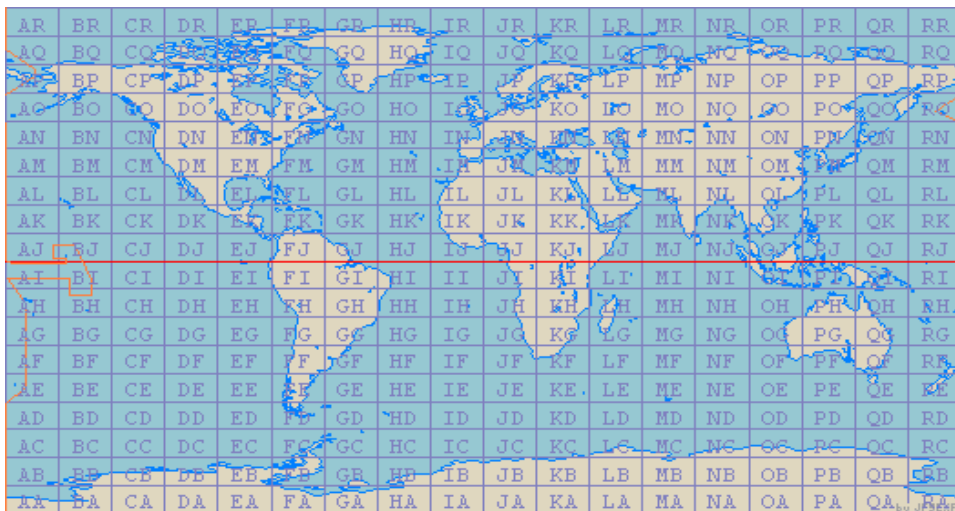 AR BR CR DR ER FR GR HR IR JR KR LR MR NR OR PR QR RR
AQ BQ CQ DQ EQ FQ GQ HQ IQ JQ KQ LQ MQ NQ OQ PQ QQ RQ
BP CP DP EP FP GP HP IP JP KP LP MP NP OP PP QP RP
AO BO CO DO EO FO GO HO IO JO KO LO MO NO OO PO QO RO
AN BN CN DN EN FN GN HN IN JN KN LN MN NN ON PN QN RN
AM BM CM DM EM FM GM HM IM JM KM LM MM NM OM PM QM RM
AL BL CL DL EL FL GL HL IL JL KL LL ML NL OL PL QL RL
AK BK CK DK EK GK HK IK JK KK LK MK NK OK PK QK RK
AJ BJ CJ DJ EJ FJ GJ HJ IJ JJ KJ LJ MJ NJ OJ PJ QJ RJ
AI BI CI DI EI FI GI HI II JI KI LI MI NI OI PI QI RI
AH BH CH DH EH FH GH HH IH JH KH LH MH NH OH PH QH RH
AG BG CG DG EG FG GG HG IG JG KG LG MG NG OG PG QG RG
AF BF CF DF EF FF GF HF IF JF KF LF MF NF OF PF QF RF
AE BE CE DE EE FE GE HE IE JE KE LE ME NE OE PE QE RE
AD BD CD DD ED FD GD HD ID JD KD LD MD ND OD PD QD RD
AC BC CC DC EC FC GC HC IC JC KC LC MC NC OC PC QC RC
AB BB CB DB EB FB GB HB IB JB KB LB MB NB OB PB QB RB
AA BA CA DA EA FA GA HA IA JA KA LA MA NA OA PA QA RA